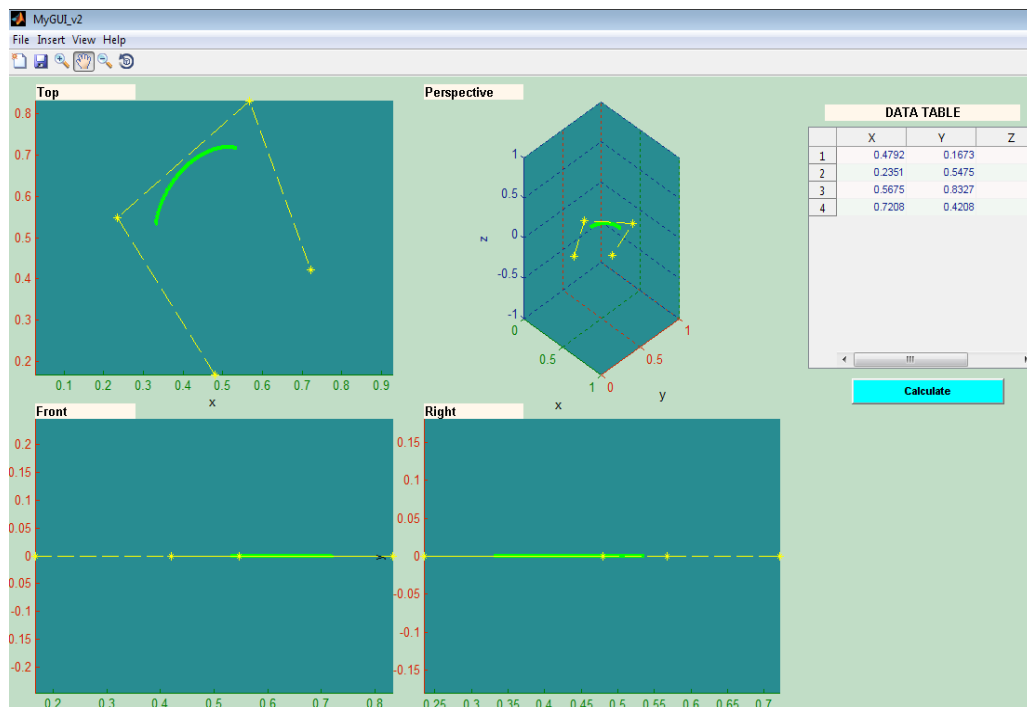 MyGUI_v2
File Insert View Help
Top
0.8
0.7
0.6
0.5
0.4
0.3
0.2
0.1 0.2 0.3 0.4 0.5 0.6 0.7 0.8 0.9
x
Perspective
1
0.5
0
-0.5
-1
z
0
0.5
1
0
0.5
1
x
y
DATA TABLE
X Y Z
1 0.4792 0.1673
2 0.2351 0.5475
3 0.5675 0.8327
4 0.7208 0.4208
Calculate
Front
0.2
0.15
0.1
0.05
0
-0.05
-0.1
-0.15
-0.2
0.2 0.3 0.4 0.5 0.6 0.7 0.8
Right
0.15
0.1
0.05
0
-0.05
-0.1
-0.15
0.25 0.3 0.35 0.4 0.45 0.5 0.55 0.6 0.65 0.7